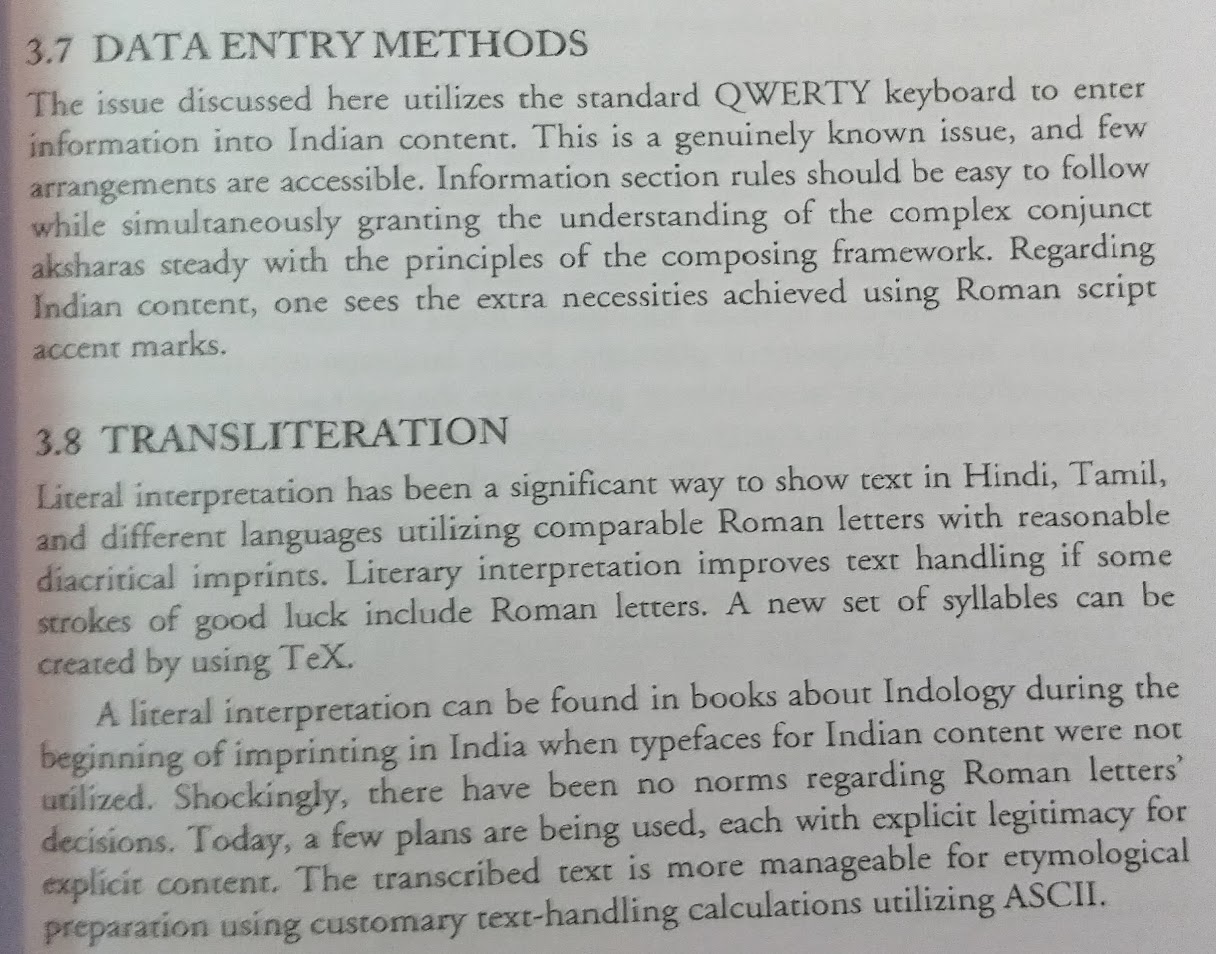 3.7 DATA ENTRY METHODS
The issue discussed here utilizes the standard QWERTY keyboard to enter
information into Indian content. This is a genuinely known issue, and few
arrangements are accessible. Information section rules should be easy to follow
while simultaneously granting the understanding of the complex conjunct
aksharas steady with the principles of the composing framework. Regarding
Indian content, one sees the extra necessities achieved using Roman script
accent marks.
3.8 TRANSLITERATION
Literal interpretation has been a significant way to show text in Hindi, Tamil,
and different languages utilizing comparable Roman letters with reasonable
diacritical imprints. Literary interpretation improves text handling if some
strokes of good luck include Roman letters. A new set of syllables can be
created by using TeX.
A literal interpretation can be found in books about Indology during the
beginning of imprinting in India when typefaces for Indian content were not
utilized. Shockingly, there have been no norms regarding Roman letters’
decisions. Today, a few plans are being used, each with explicit legitimacy for
explicit content. The transcribed text is more manageable for etymological
preparation using customary text-handling calculations utilizing ASCII.